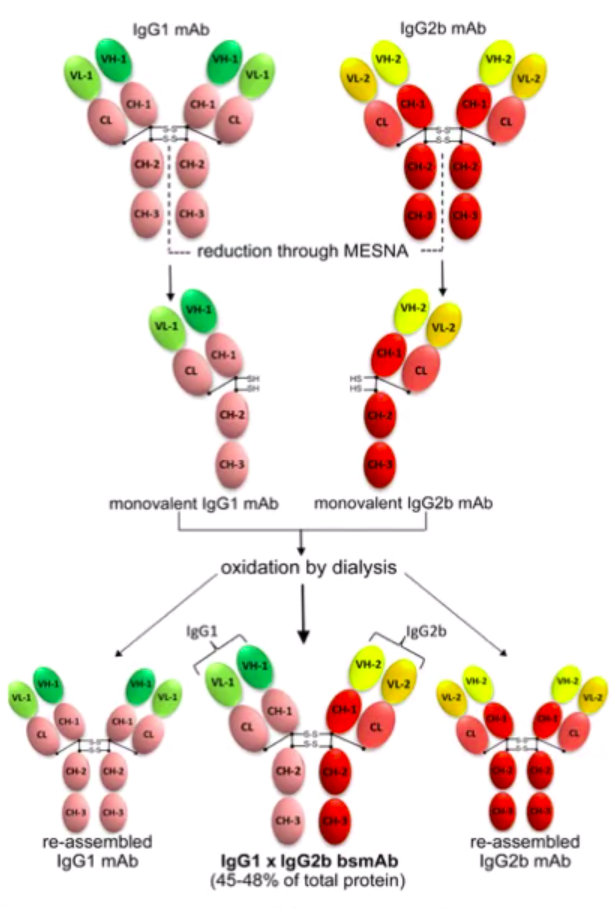 IgG1 mAb
IgG2b mAb
VL-1 VH-1 VH-1 VL-1
VL-2 VH-2 VH-2 VL-2
CL CH-1 CH-1 CL
CL CH-1 CH-1 CL
S-S S-S
S-S S-S
CH-2 CH-2 CH-2 CH-2
CH-3 CH-3 CH-3 CH-3
reduction through MESNA
VL-1 VH-1 VH-2 VL-2
CL CH-1 CH-1 CL
SH HS
SH HS
CH-2 CH-2
CH-3 CH-3
monovalent IgG1 mAb
monovalent IgG2b mAb
oxidation by dialysis
IgG1 IgG2b
VL-1 VH-1 VH-1 VL-1
CL CH-1 CH-1 CL
S-S
S-S
CH-2 CH-2
CH-3 CH-3
re-assembled
IgG1 mAb
VL-1 VH-1 VH-2 VL-2
CL CH-1 CH-1 CL
S-S
S-S
CH-2 CH-2
CH-3 CH-3
IgG1 x IgG2b bsmAb
(45-48% of total protein)
VL-2 VH-2 VH-2 VL-2
CL CH-1 CH-1 CL
S-S
S-S
CH-2 CH-2
CH-3 CH-3
re-assembled
IgG2b mAb